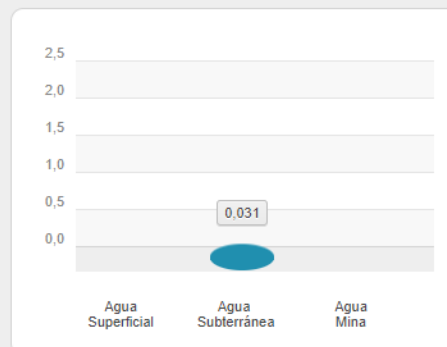 2,5
2,0
1,5
1,0
0,5
0,031
0,0
Agua
Superficial
Agua
Subterránea
Agua
Mina